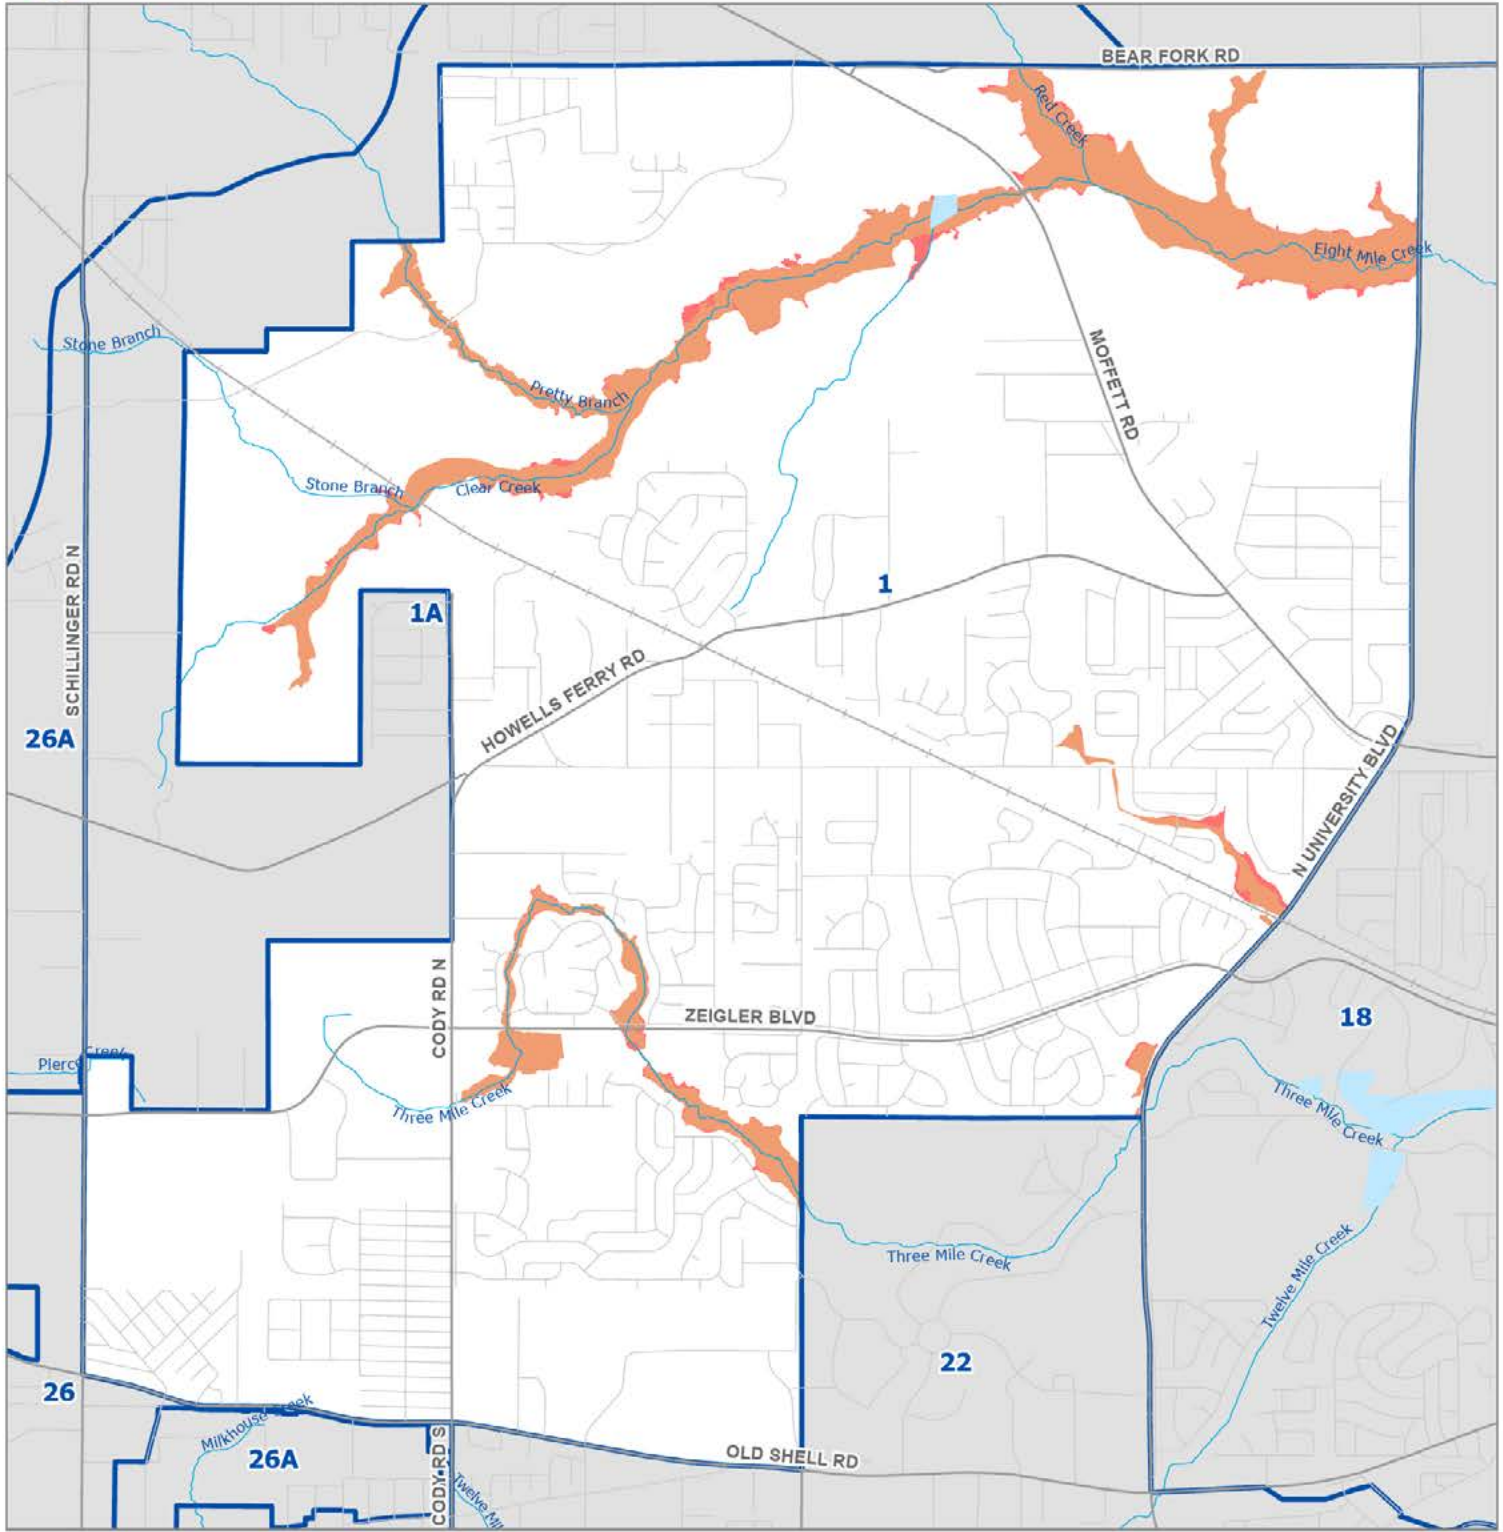 BEAR FORK RD
Red Creek
Eight Mile Creek
Stone Branch
MOFFETT RD
Pretty Branch
Stone Branch
Clear Creek
SCHILLINGER RD N
1A
1
HOWELLS FERRY RD
26A
N UNIVERSITY BLVD
CODY RD N
ZEIGLER BLVD
18
Pierce Creek
Three Mile Creek
Three Mile Creek
Three Mile Creek
Twelve Mile Creek
22
26
Milkhouse Creek
26A
CODY RD S
OLD SHELL RD
Twelve Mil